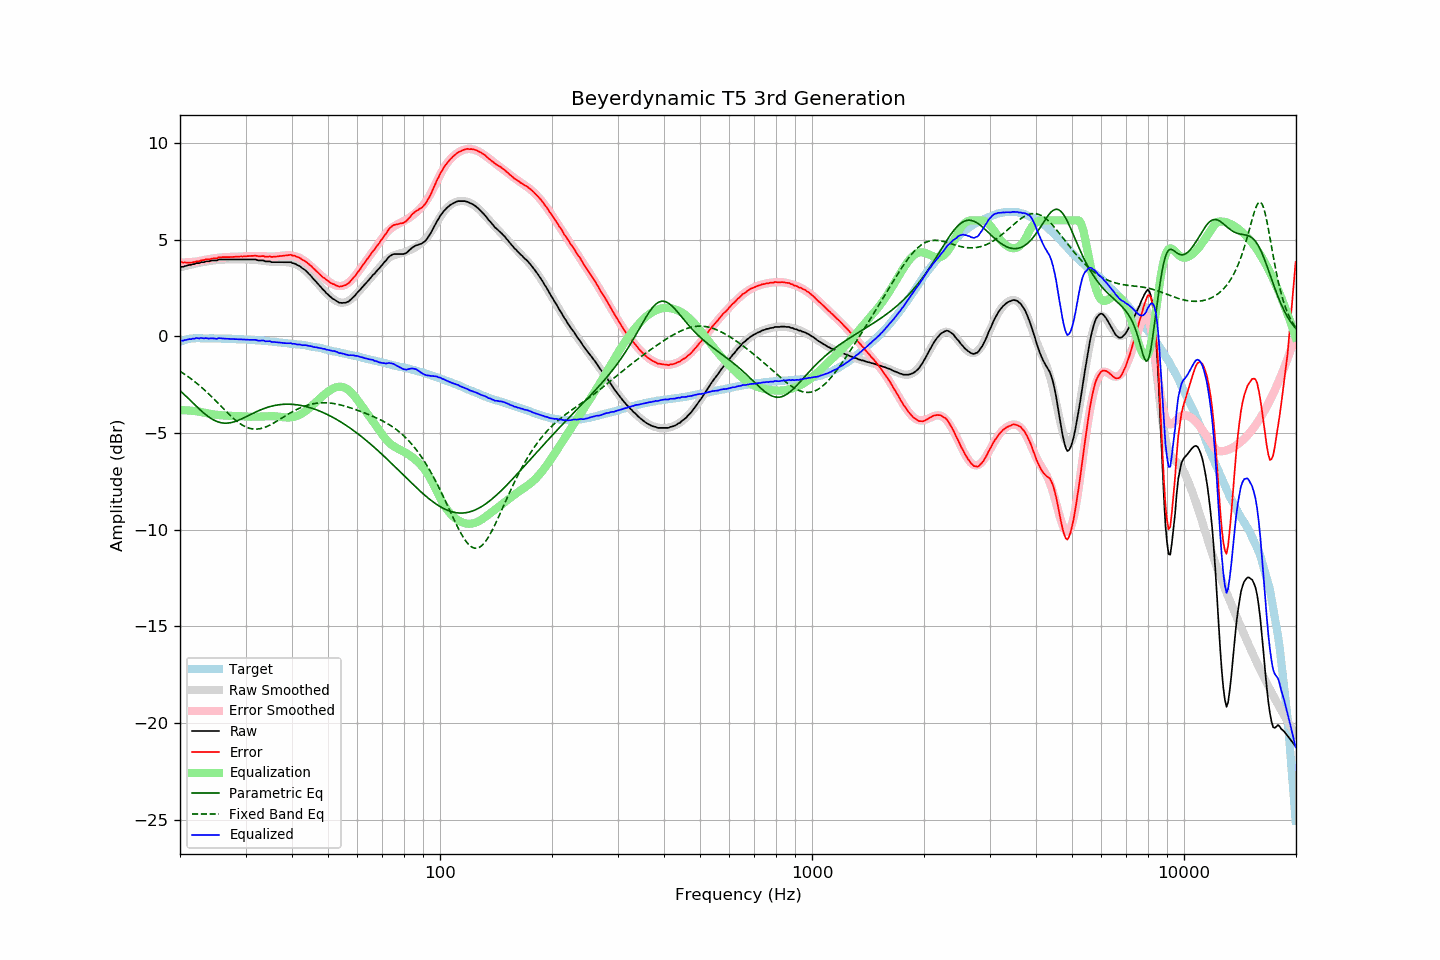 Beyerdynamic T5 3rd Generation
Amplitude (dBr)
10
5
0
−5
−10
−15
−20
−25
Target
Raw Smoothed
Error Smoothed
Raw
Error
Equalization
Parametric Eq
Fixed Band Eq
Equalized
100
1000
10000
Frequency (Hz)